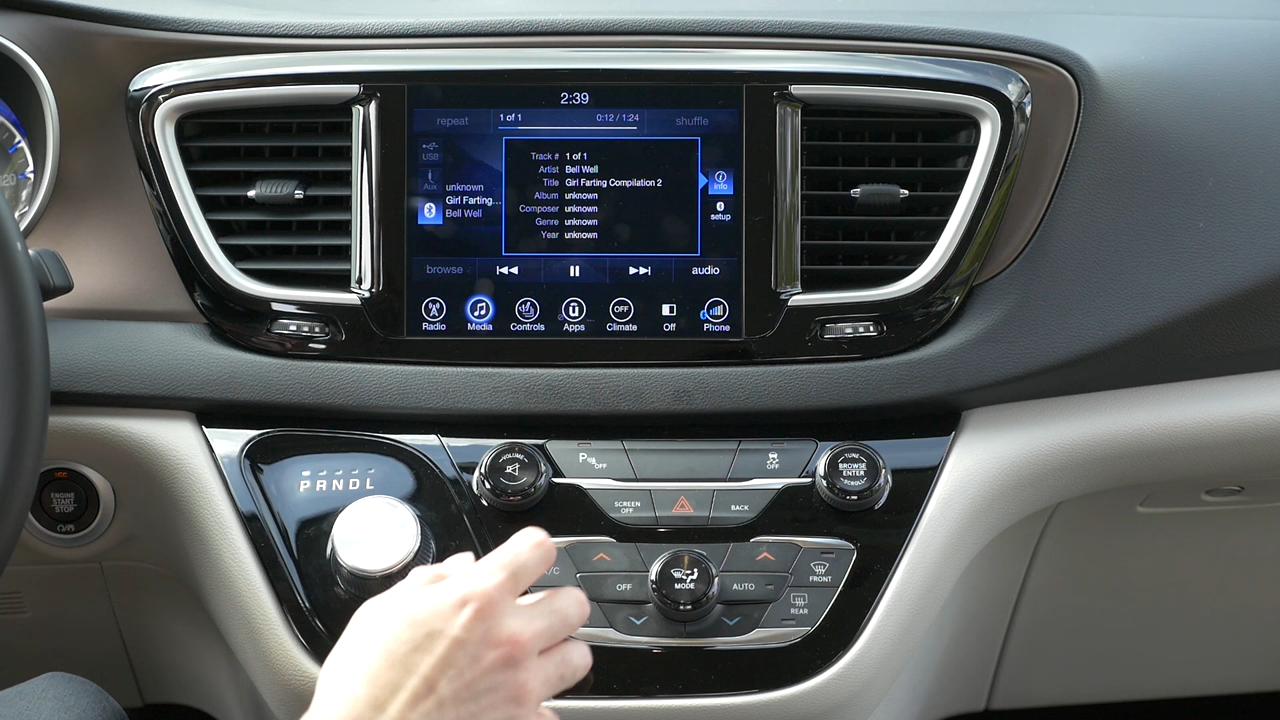 2:39
repeat
1 of 1
0:12 / 1:24
shuffle
USB
Aux
unknown
Girl Farting...
Bell Well
Track # 1 of 1
Artist Bell Well
Title Girl Farting Compilation 2
Album unknown
Composer unknown
Genre unknown
Year unknown
info
setup
browse
audio
Radio
Media
Controls
Apps
OFF
Climate
Off
Phone
120
ACC
ENGINE
START
STOP
PRNDL
VOLUME
P OFF
OFF
TUNE
BROWSE
ENTER
SCROLL
SCREEN
OFF
BACK
A/C
OFF
MODE
AUTO
FRONT
REAR